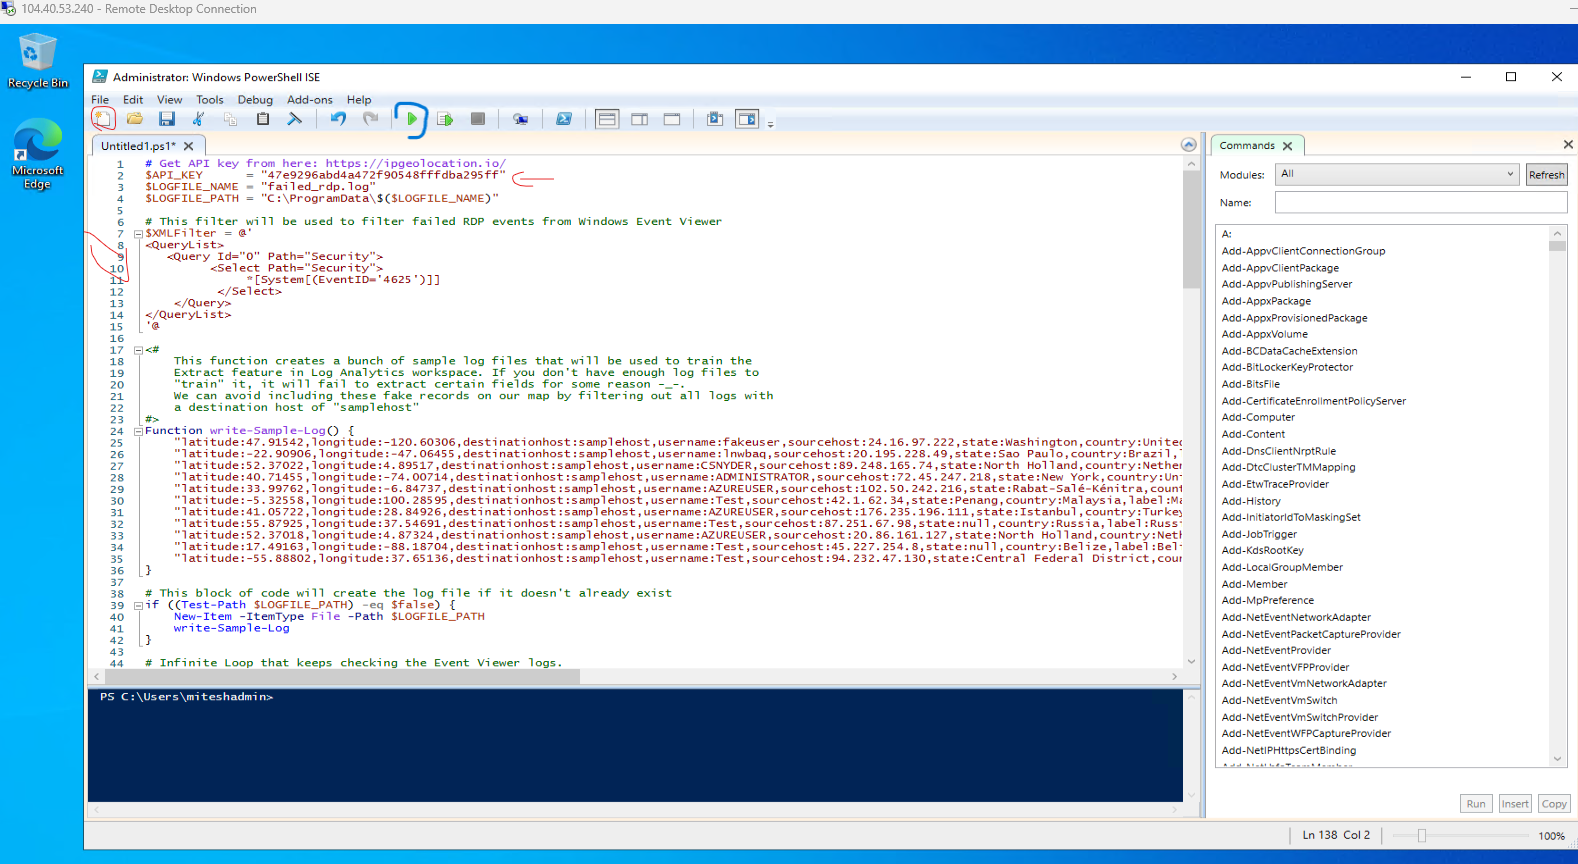 104.40.53.240 - Remote Desktop Connection
Recycle Bin
Microsoft
Edge
Administrator: Windows PowerShell ISE
File Edit View Tools Debug Add-ons Help
Untitled1.ps1*
1 # Get API key from here: https://ipgeolocation.io/
2 $API_KEY = "47e9296abd4a472f90548fffdba295ff"
3 $LOGFILE_NAME = "failed_rdp.log"
4 $LOGFILE_PATH = "C:\ProgramData\$($LOGFILE_NAME)"
5
6 # This filter will be used to filter failed RDP events from Windows Event Viewer
7 $XMLFilter = @'
8 <QueryList>
9 <Query Id="0" Path="Security">
10 <Select Path="Security">
11 *[System[(EventID='4625')]]
12 </Select>
13 </Query>
14 </QueryList>
15 '@
16
17 <#
18 This function creates a bunch of sample log files that will be used to train the
19 Extract feature in Log Analytics workspace. If you don't have enough log files to
20 "train" it, it will fail to extract certain fields for some reason -_-.
21 We can avoid including these fake records on our map by filtering out all logs with
22 a destination host of "samplehost"
23 #>
24 Function write-Sample-Log() {
25 "latitude:47.91542,longitude:-120.60306,destinationhost:samplehost,username:fakeuser,sourcehost:24.16.97.222,state:Washington,country:United
26 "latitude:-22.90906,longitude:-47.06455,destinationhost:samplehost,username:lnwbaq,sourcehost:20.195.228.49,state:Sao Paulo,country:Brazil,
27 "latitude:52.37022,longitude:4.89517,destinationhost:samplehost,username:CSNYDER,sourcehost:89.248.165.74,state:North Holland,country:Nether
28 "latitude:40.71455,longitude:-74.00714,destinationhost:samplehost,username:ADMINISTRATOR,sourcehost:72.45.247.218,state:New York,country:Uni
29 "latitude:33.99762,longitude:-6.84737,destinationhost:samplehost,username:AZUREUSER,sourcehost:102.50.242.216,state:Rabat-Salé-Kénitra,count
30 "latitude:-5.32558,longitude:100.28595,destinationhost:samplehost,username:Test,sourcehost:42.1.62.34,state:Penang,country:Malaysia,label:Ma
31 "latitude:41.05722,longitude:28.84926,destinationhost:samplehost,username:AZUREUSER,sourcehost:176.235.196.111,state:Istanbul,country:Turkey
32 "latitude:55.87925,longitude:37.54691,destinationhost:samplehost,username:Test,sourcehost:87.251.67.98,state:null,country:Russia,label:Russi
33 "latitude:52.37018,longitude:4.87324,destinationhost:samplehost,username:AZUREUSER,sourcehost:20.86.161.127,state:North Holland,country:Neth
34 "latitude:17.49163,longitude:-88.18704,destinationhost:samplehost,username:Test,sourcehost:45.227.254.8,state:null,country:Belize,label:Beli
35 "latitude:-55.88802,longitude:37.65136,destinationhost:samplehost,username:Test,sourcehost:94.232.47.130,state:Central Federal District,coun
36 }
37
38 # This block of code will create the log file if it doesn't already exist
39 if ((Test-Path $LOGFILE_PATH) -eq $false) {
40 New-Item -ItemType File -Path $LOGFILE_PATH
41 write-Sample-Log
42 }
43
44 # Infinite Loop that keeps checking the Event Viewer logs.
PS C:\Users\miteshadmin>
Commands
Modules: All Refresh
Name:
A:
Add-AppvClientConnectionGroup
Add-AppvClientPackage
Add-AppvPublishingServer
Add-AppxPackage
Add-AppxProvisionedPackage
Add-AppxVolume
Add-BCDataCacheExtension
Add-BitLockerKeyProtector
Add-BitsFile
Add-CertificateEnrollmentPolicyServer
Add-Computer
Add-Content
Add-DnsClientNrptRule
Add-DtcClusterTMMapping
Add-EtwTraceProvider
Add-History
Add-InitiatorIdToMaskingSet
Add-JobTrigger
Add-KdsRootKey
Add-LocalGroupMember
Add-Member
Add-MpPreference
Add-NetEventNetworkAdapter
Add-NetEventPacketCaptureProvider
Add-NetEventProvider
Add-NetEventVFPProvider
Add-NetEventVmNetworkAdapter
Add-NetEventVmSwitch
Add-NetEventVmSwitchProvider
Add-NetEventWFPCaptureProvider
Add-NetIPHttpsCertBinding
Run Insert Copy
Ln 138 Col 2 100%